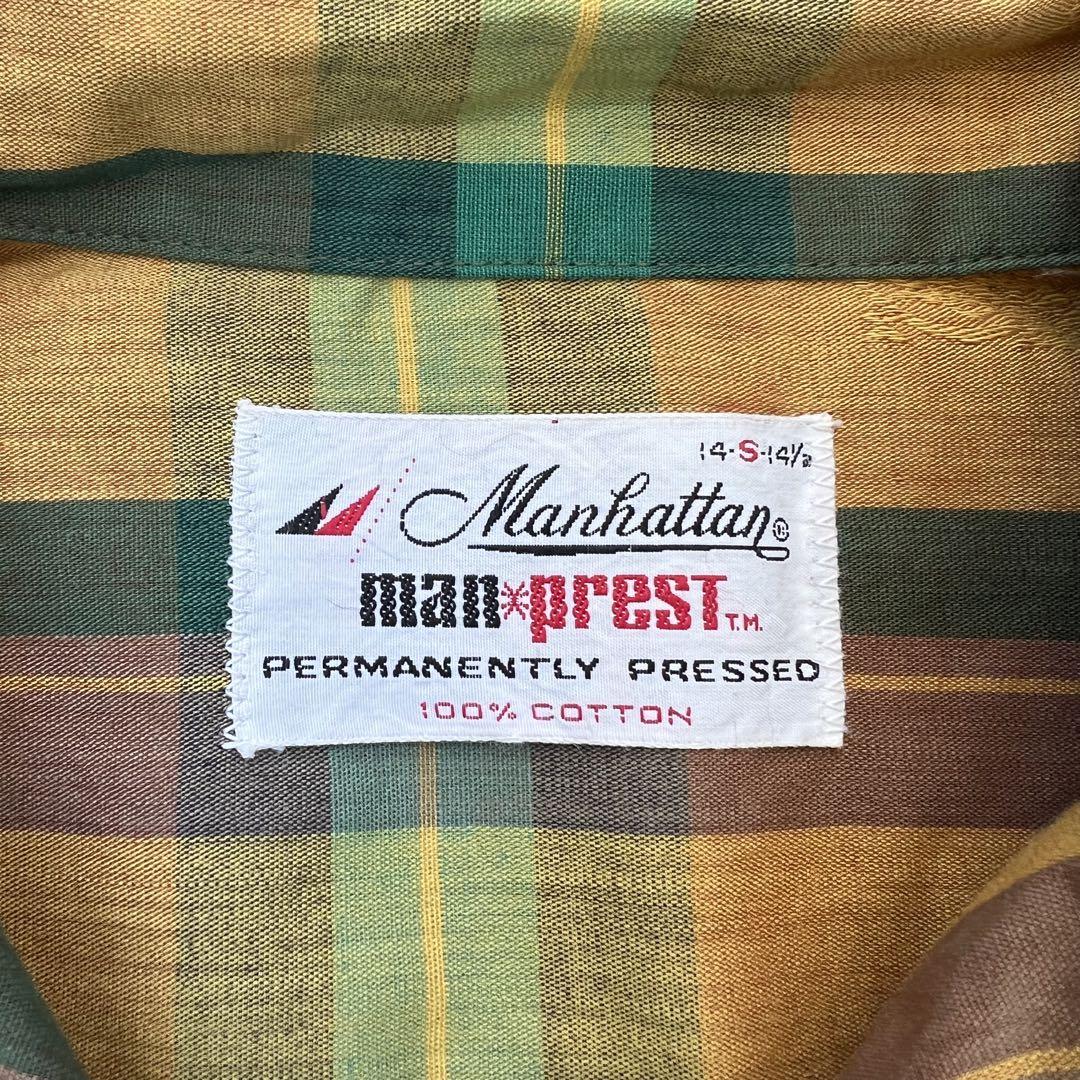 14-S-14½
Manhattan®
man*prest T.M.
PERMANENTLY PRESSED
100% COTTON